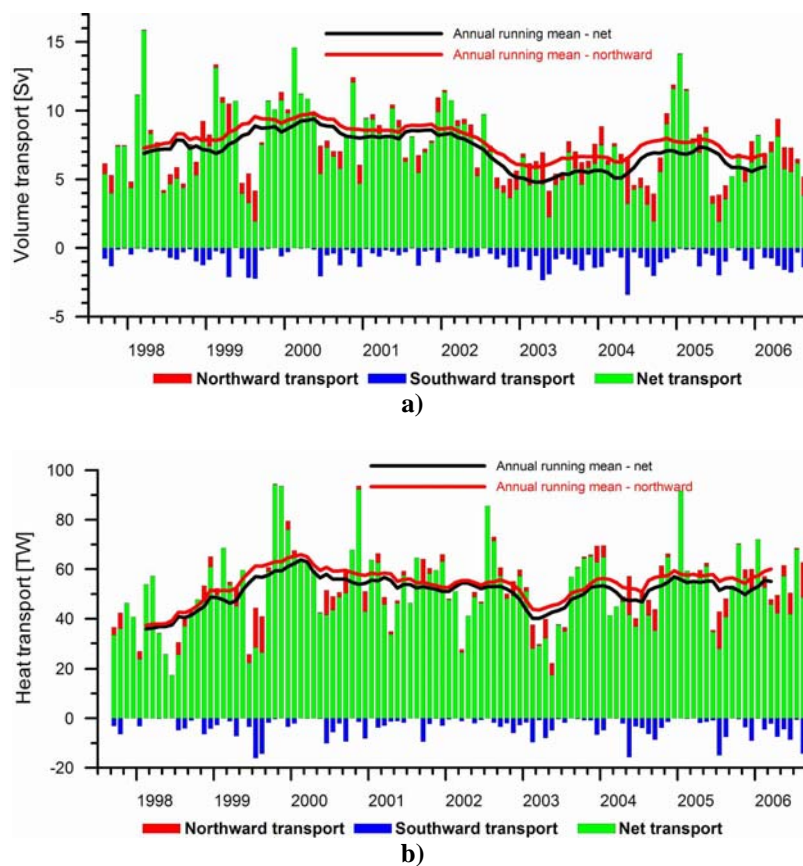 Volume transport [Sv]
15
10
5
0
-5
Annual running mean - net
Annual running mean - northward
1998 1999 2000 2001 2002 2003 2004 2005 2006
Northward transport Southward transport Net transport
a)
Heat transport [TW]
100
80
60
40
20
0
-20
Annual running mean - net
Annual running mean - northward
1998 1999 2000 2001 2002 2003 2004 2005 2006
Northward transport Southward transport Net transport
b)